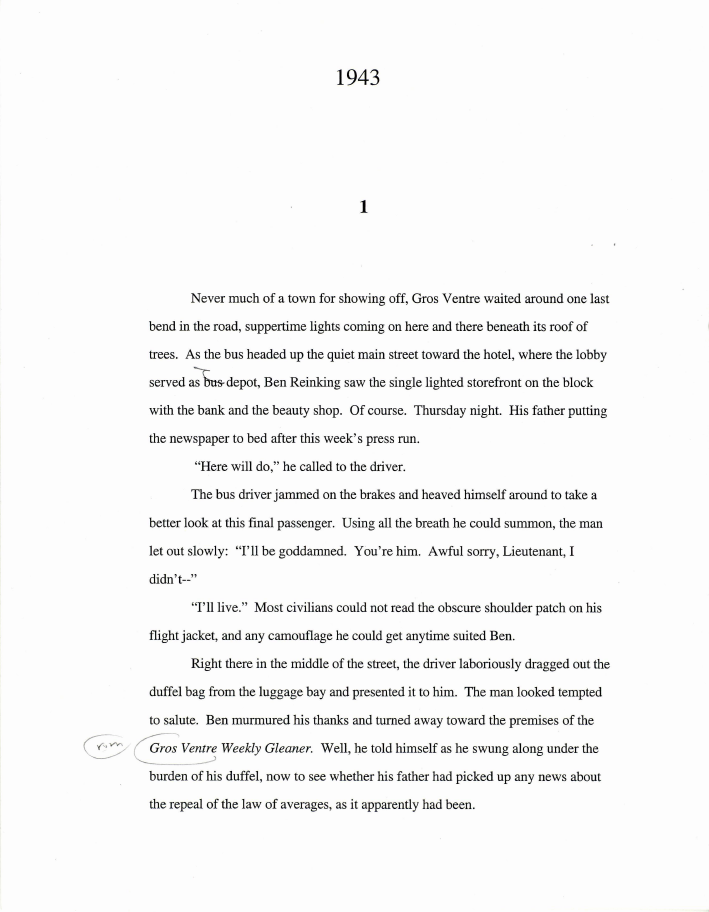 1943
1
Never much of a town for showing off, Gros Ventre waited around one last
bend in the road, suppertime lights coming on here and there beneath its roof of
trees.  As the bus headed up the quiet main street toward the hotel, where the lobby
served as bus depot, Ben Reinking saw the single lighted storefront on the block
with the bank and the beauty shop.  Of course.  Thursday night.  His father putting
the newspaper to bed after this week's press run.
“Here will do,” he called to the driver.
The bus driver jammed on the brakes and heaved himself around to take a
better look at this final passenger.  Using all the breath he could summon, the man
let out slowly:  “I'll be goddamned.  You're him.  Awful sorry, Lieutenant, I
didn't--”
“I'll live.”  Most civilians could not read the obscure shoulder patch on his
flight jacket, and any camouflage he could get anytime suited Ben.
Right there in the middle of the street, the driver laboriously dragged out the
duffel bag from the luggage bay and presented it to him.  The man looked tempted
to salute.  Ben murmured his thanks and turned away toward the premises of the
rom Gros Ventre Weekly Gleaner.  Well, he told himself as he swung along under the
burden of his duffel, now to see whether his father had picked up any news about
the repeal of the law of averages, as it apparently had been.